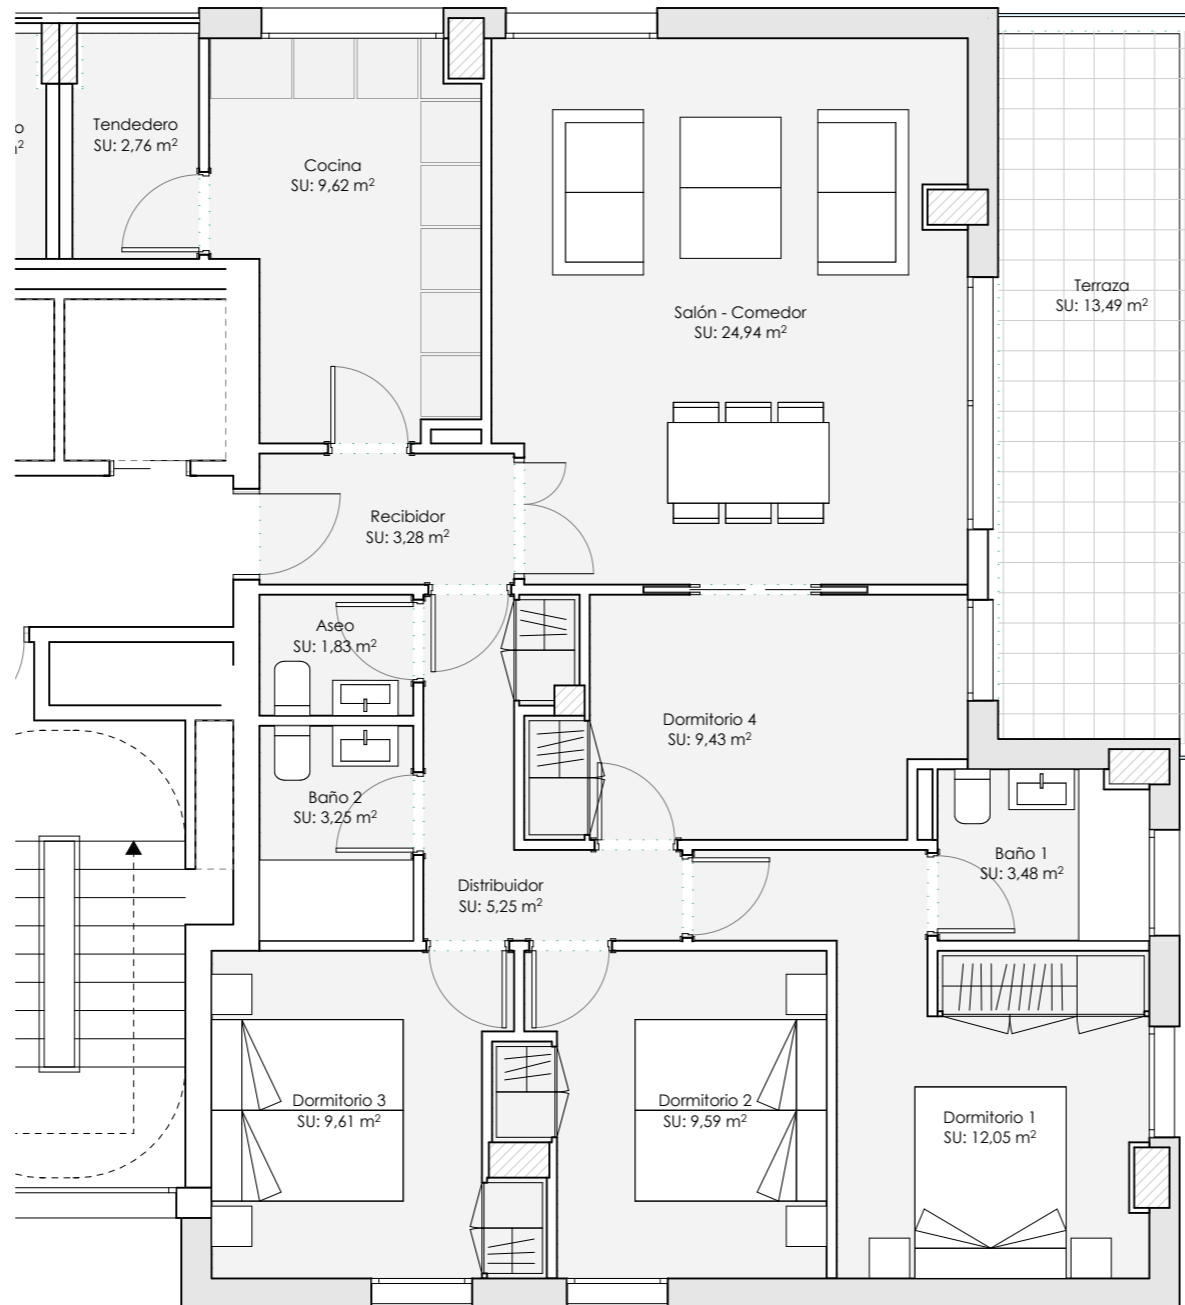 Tendedero
SU: 2,76 m²
Cocina
SU: 9,62 m²
Salón - Comedor
SU: 24,94 m²
Terraza
SU: 13,49 m²
Recibidor
SU: 3,28 m²
Aseo
SU: 1,83 m²
Dormitorio 4
SU: 9,43 m²
Baño 2
SU: 3,25 m²
Baño 1
SU: 3,48 m²
Distribuidor
SU: 5,25 m²
Dormitorio 3
SU: 9,61 m²
Dormitorio 2
SU: 9,59 m²
Dormitorio 1
SU: 12,05 m²